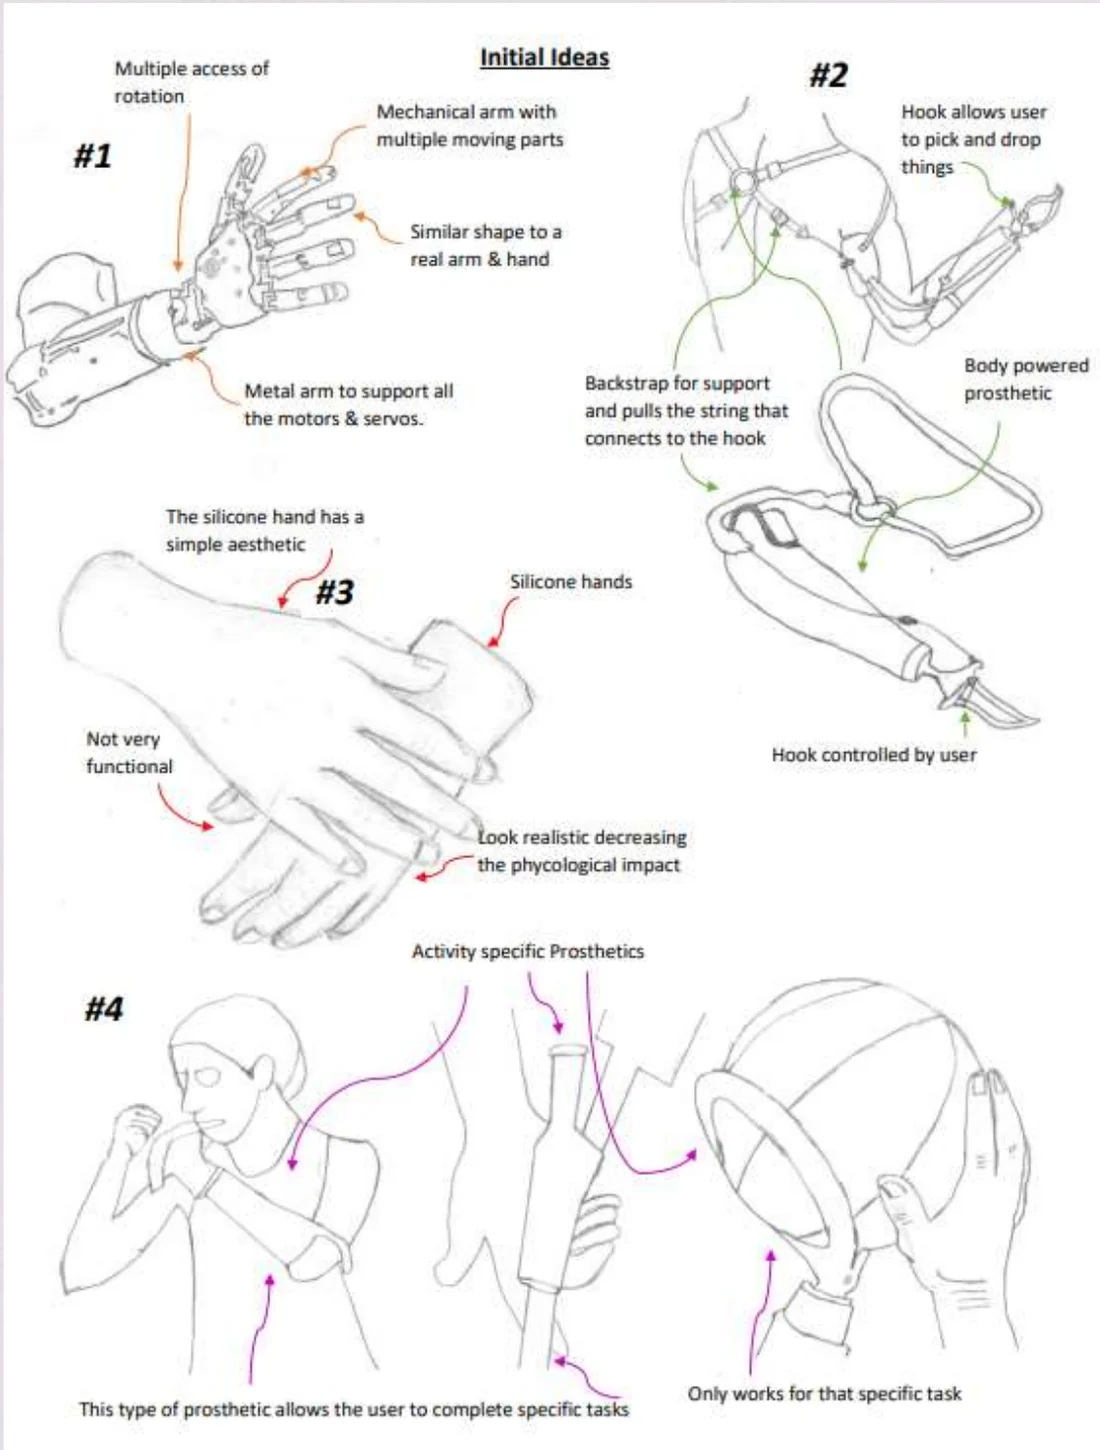 Initial Ideas
#1
Multiple access of
rotation
Mechanical arm with
multiple moving parts
Similar shape to a
real arm & hand
Metal arm to support all
the motors & servos.
#2
Hook allows user
to pick and drop
things
Backstrap for support
and pulls the string that
connects to the hook
Body powered
prosthetic
Hook controlled by user
The silicone hand has a
simple aesthetic
#3
Silicone hands
Not very
functional
Look realistic decreasing
the phycological impact
Activity specific Prosthetics
#4
This type of prosthetic allows the user to complete specific tasks
Only works for that specific task